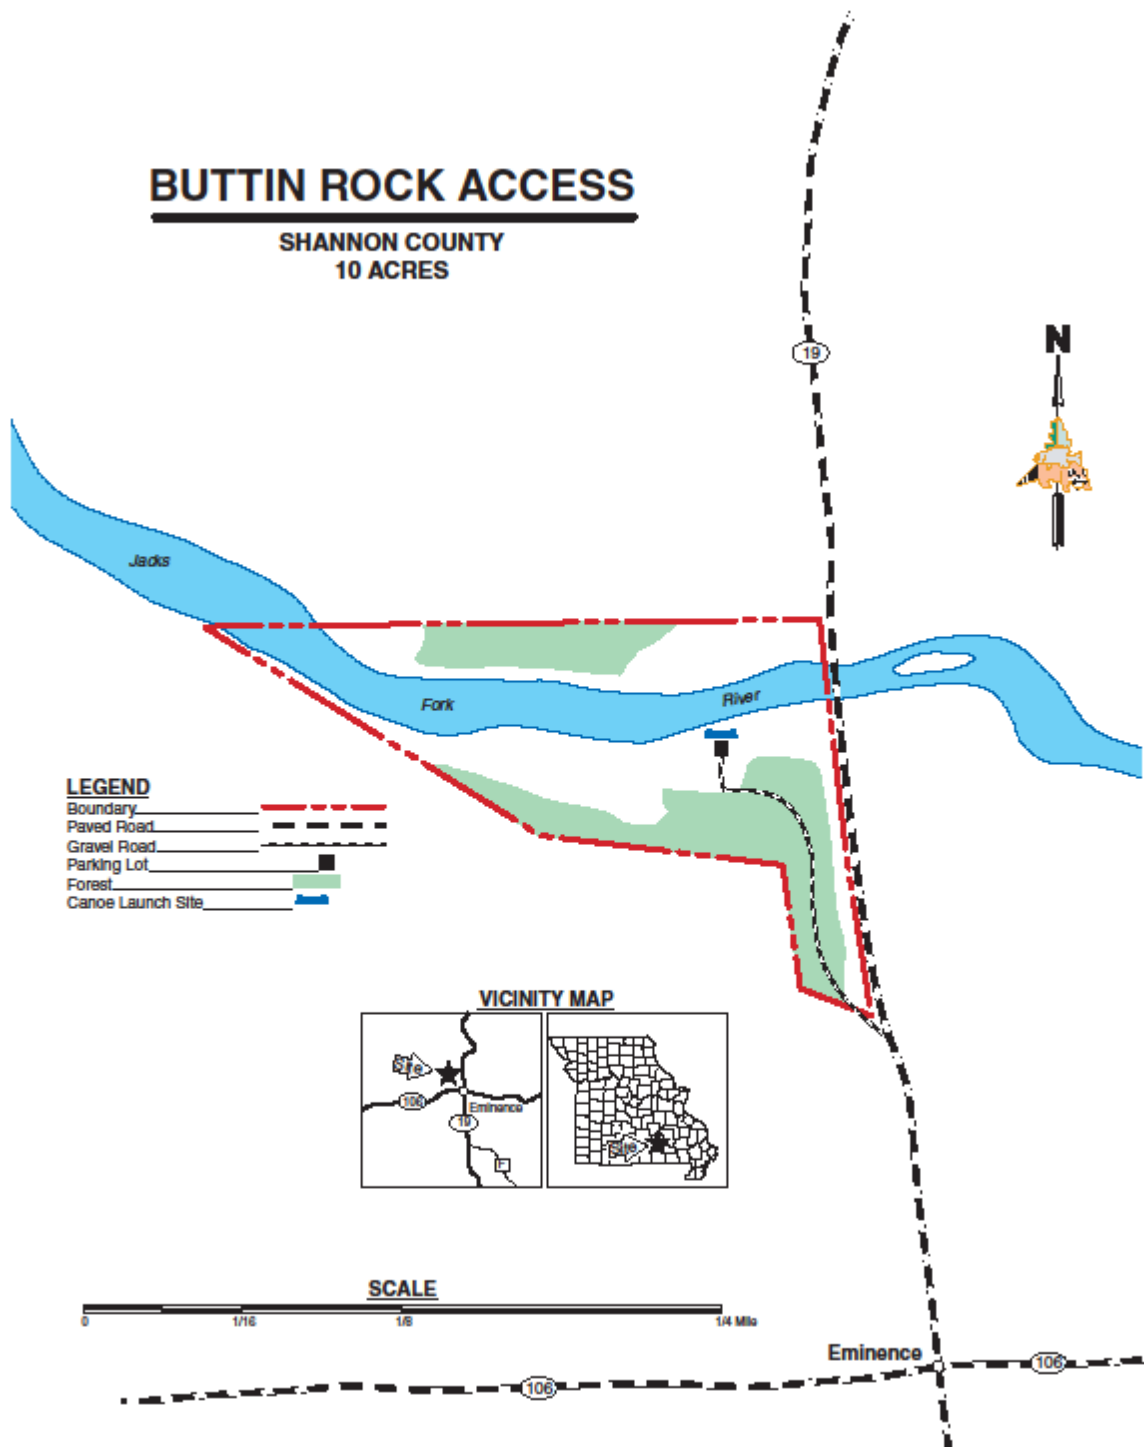 BUTTIN ROCK ACCESS
SHANNON COUNTY
10 ACRES
19
N
Jacks
Fork
River
LEGEND
Boundary
Paved Road
Gravel Road
Parking Lot
Forest
Canoe Launch Site
VICINITY MAP
Site
106
Eminence
19
F
Site
SCALE
0 1/16 1/8 1/4 Mile
Eminence
106
106